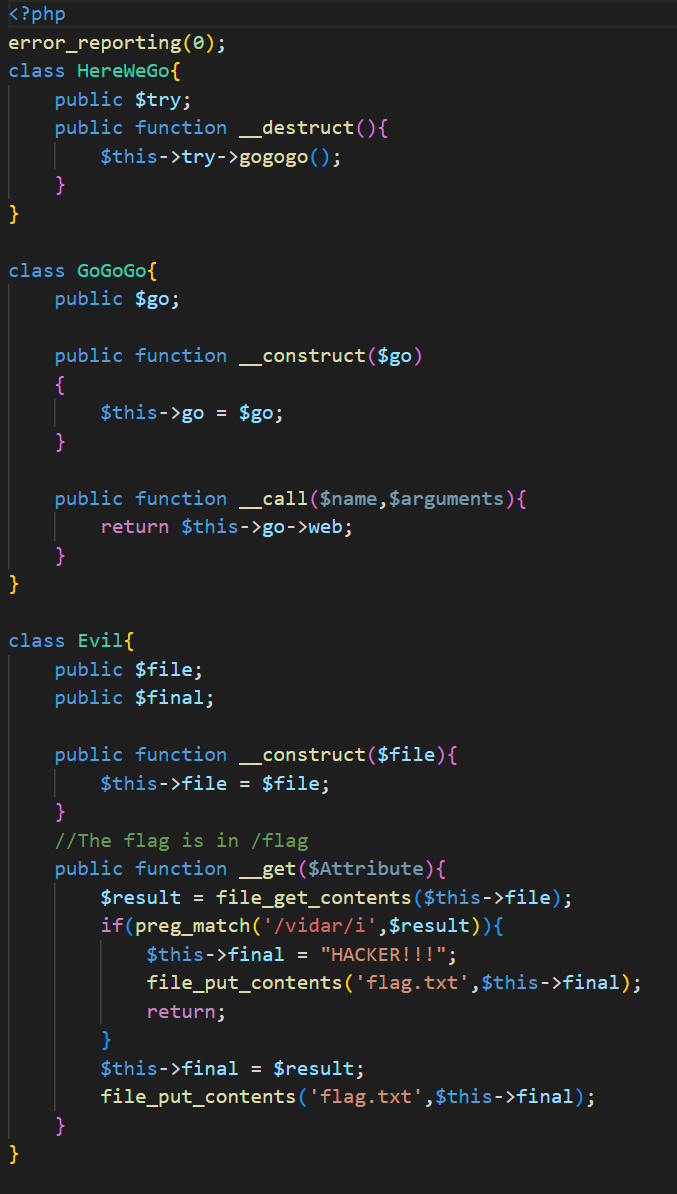 <?php
error_reporting(0);
class HereWeGo{
    public $try;
    public function __destruct(){
        $this->try->gogogo();
    }
}

class GoGoGo{
    public $go;

    public function __construct($go)
    {
        $this->go = $go;
    }

    public function __call($name,$arguments){
        return $this->go->web;
    }
}

class Evil{
    public $file;
    public $final;

    public function __construct($file){
        $this->file = $file;
    }
    //The flag is in /flag
    public function __get($Attribute){
        $result = file_get_contents($this->file);
        if(preg_match('/vidar/i',$result)){
            $this->final = "HACKER!!!";
            file_put_contents('flag.txt',$this->final);
            return;
        }
        $this->final = $result;
        file_put_contents('flag.txt',$this->final);
    }
}